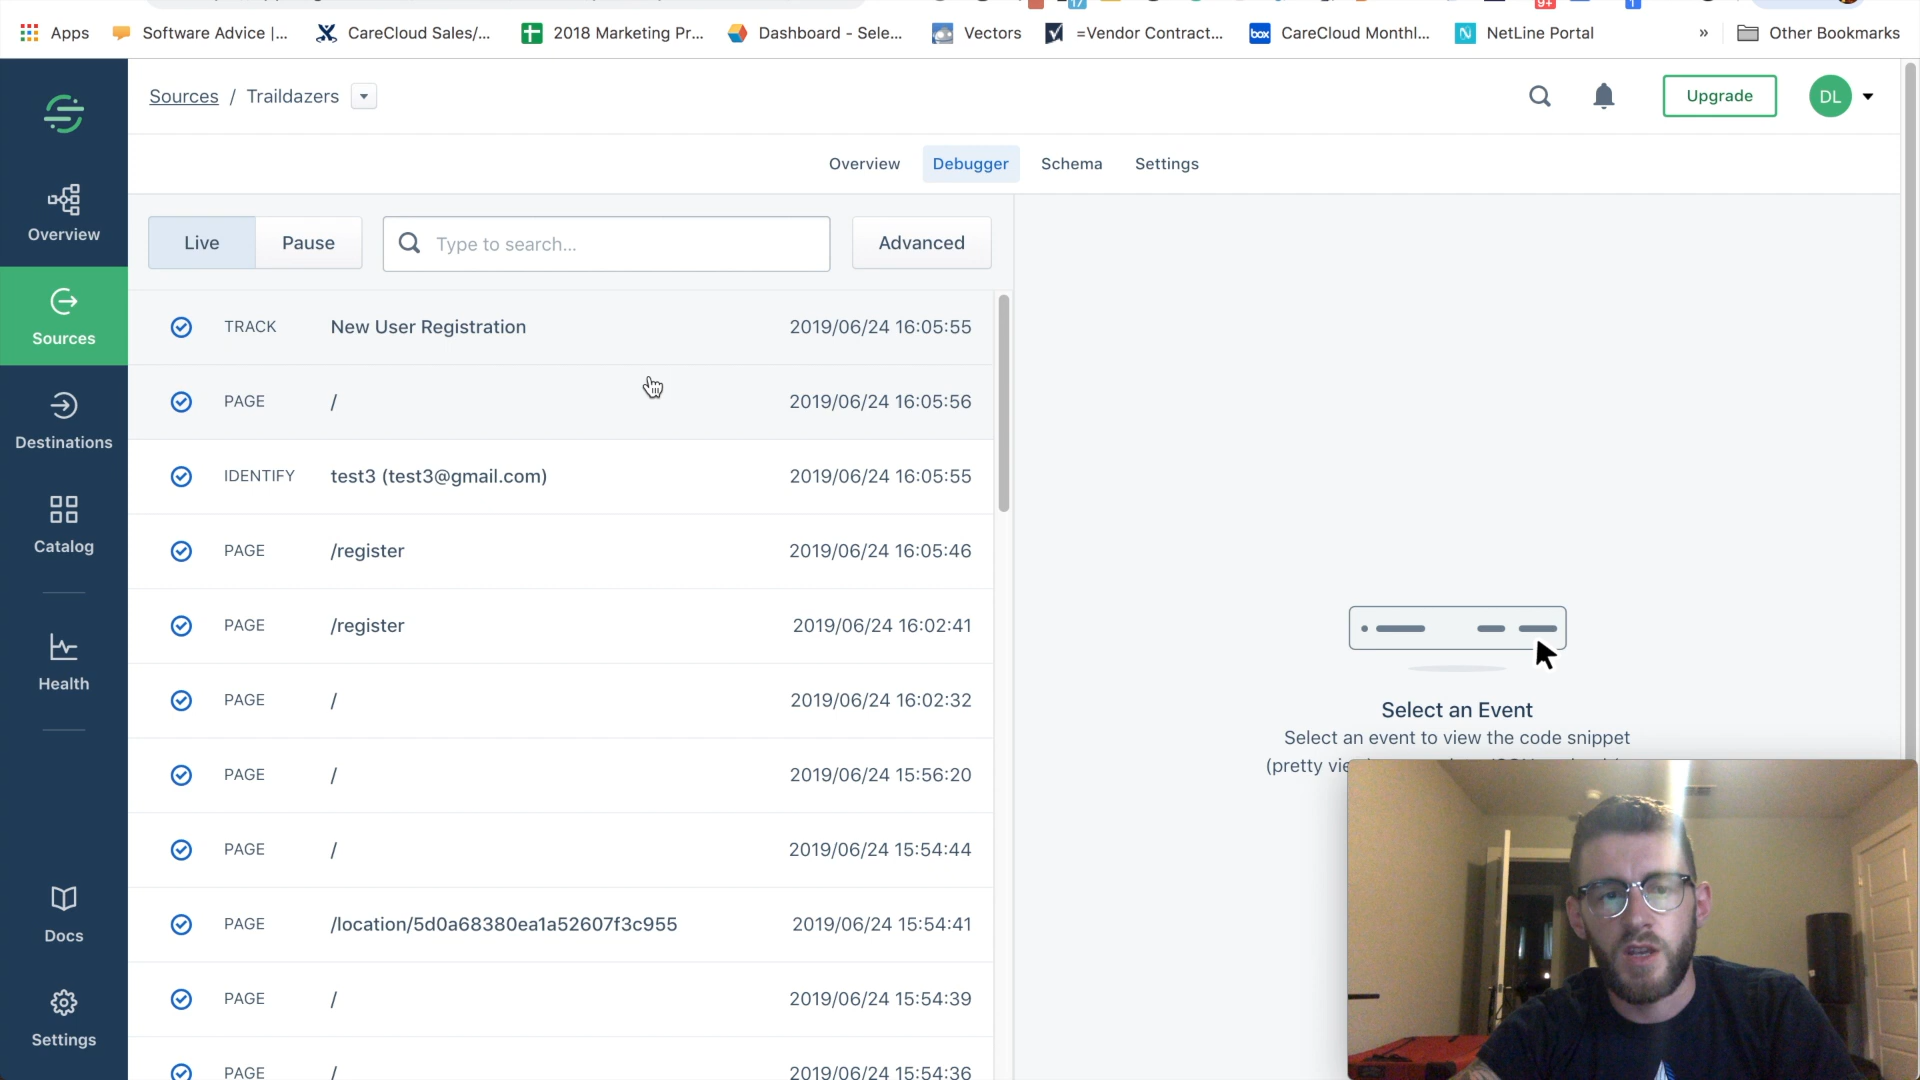 17
9+
1
Apps
Software Advice |...
CareCloud Sales/...
2018 Marketing Pr...
Dashboard - Sele...
Vectors
=Vendor Contract...
box
CareCloud Monthl...
N
NetLine Portal
»
Other Bookmarks
Sources / Traildazers
Upgrade
DL
Overview
Debugger
Schema
Settings
Overview
Sources
Destinations
Catalog
Health
Docs
Settings
Live
Pause
Type to search...
Advanced
TRACK New User Registration 2019/06/24 16:05:55
PAGE / 2019/06/24 16:05:56
IDENTIFY test3 (test3@gmail.com) 2019/06/24 16:05:55
PAGE /register 2019/06/24 16:05:46
PAGE /register 2019/06/24 16:02:41
PAGE / 2019/06/24 16:02:32
PAGE / 2019/06/24 15:56:20
PAGE / 2019/06/24 15:54:44
PAGE /location/5d0a68380ea1a52607f3c955 2019/06/24 15:54:41
PAGE / 2019/06/24 15:54:39
PAGE / 2019/06/24 15:54:36
Select an Event
Select an event to view the code snippet
(pretty